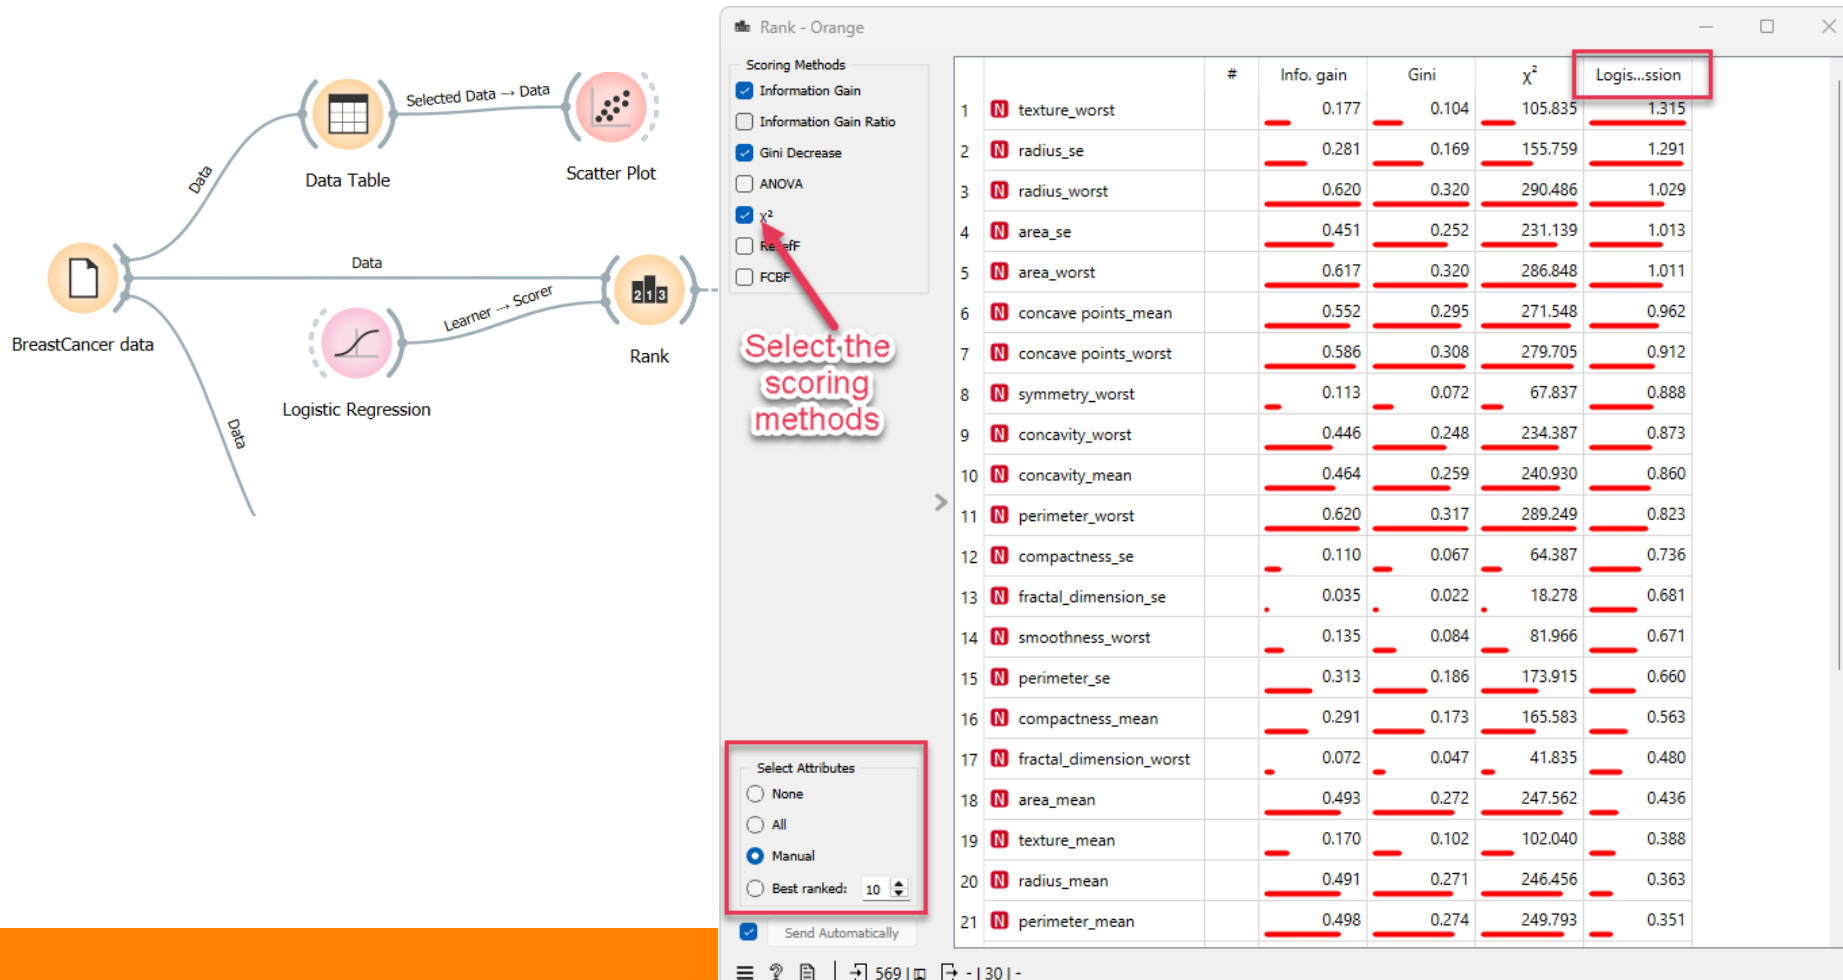 Data
Selected Data → Data
Data Table
Scatter Plot
Data
Learner → Scorer
BreastCancer data
Rank
Logistic Regression
Data
2 1 3
Rank - Orange
Scoring Methods
Information Gain
Information Gain Ratio
Gini Decrease
ANOVA
χ²
FCBF
Select the
scoring
methods
Select Attributes
None
All
Manual
Best ranked: 10
Send Automatically
# Info. gain Gini χ² Logis...ssion
1 N texture_worst 0.177 0.104 105.835 1.315
2 N radius_se 0.281 0.169 155.759 1.291
3 N radius_worst 0.620 0.320 290.486 1.029
4 N area_se 0.451 0.252 231.139 1.013
5 N area_worst 0.617 0.320 286.848 1.011
6 N concave points_mean 0.552 0.295 271.548 0.962
7 N concave points_worst 0.586 0.308 279.705 0.912
8 N symmetry_worst 0.113 0.072 67.837 0.888
9 N concavity_worst 0.446 0.248 234.387 0.873
10 N concavity_mean 0.464 0.259 240.930 0.860
11 N perimeter_worst 0.620 0.317 289.249 0.823
12 N compactness_se 0.110 0.067 64.387 0.736
13 N fractal_dimension_se 0.035 0.022 18.278 0.681
14 N smoothness_worst 0.135 0.084 81.966 0.671
15 N perimeter_se 0.313 0.186 173.915 0.660
16 N compactness_mean 0.291 0.173 165.583 0.563
17 N fractal_dimension_worst 0.072 0.047 41.835 0.480
18 N area_mean 0.493 0.272 247.562 0.436
19 N texture_mean 0.170 0.102 102.040 0.388
20 N radius_mean 0.491 0.271 246.456 0.363
21 N perimeter_mean 0.498 0.274 249.793 0.351
? 569 | - | 30 | -